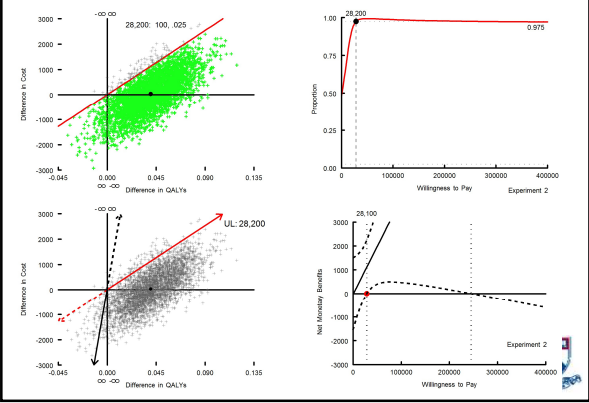 -∞ ∞
28,200: 100, .025
3000
2000
1000
0
-1000
-2000
-3000
Difference in Cost
-0.045 0.000 0.045 0.090 0.135
∞ -∞
Difference in QALYs
28,200
1.00
0.75
0.50
0.25
0.00
Proportion
0.975
0 100000 200000 300000 400000
Willingness to Pay
Experiment 2
-∞ ∞
UL: 28,200
3000
2000
1000
0
-1000
-2000
-3000
Difference in Cost
-0.045 0.000 0.045 0.090 0.135
∞ -∞
Difference in QALYs
28,100
3000
2000
1000
0
-1000
-2000
-3000
Net Moneday Benefits
Experiment 2
100000 200000 300000 400000
Willingness to Pay